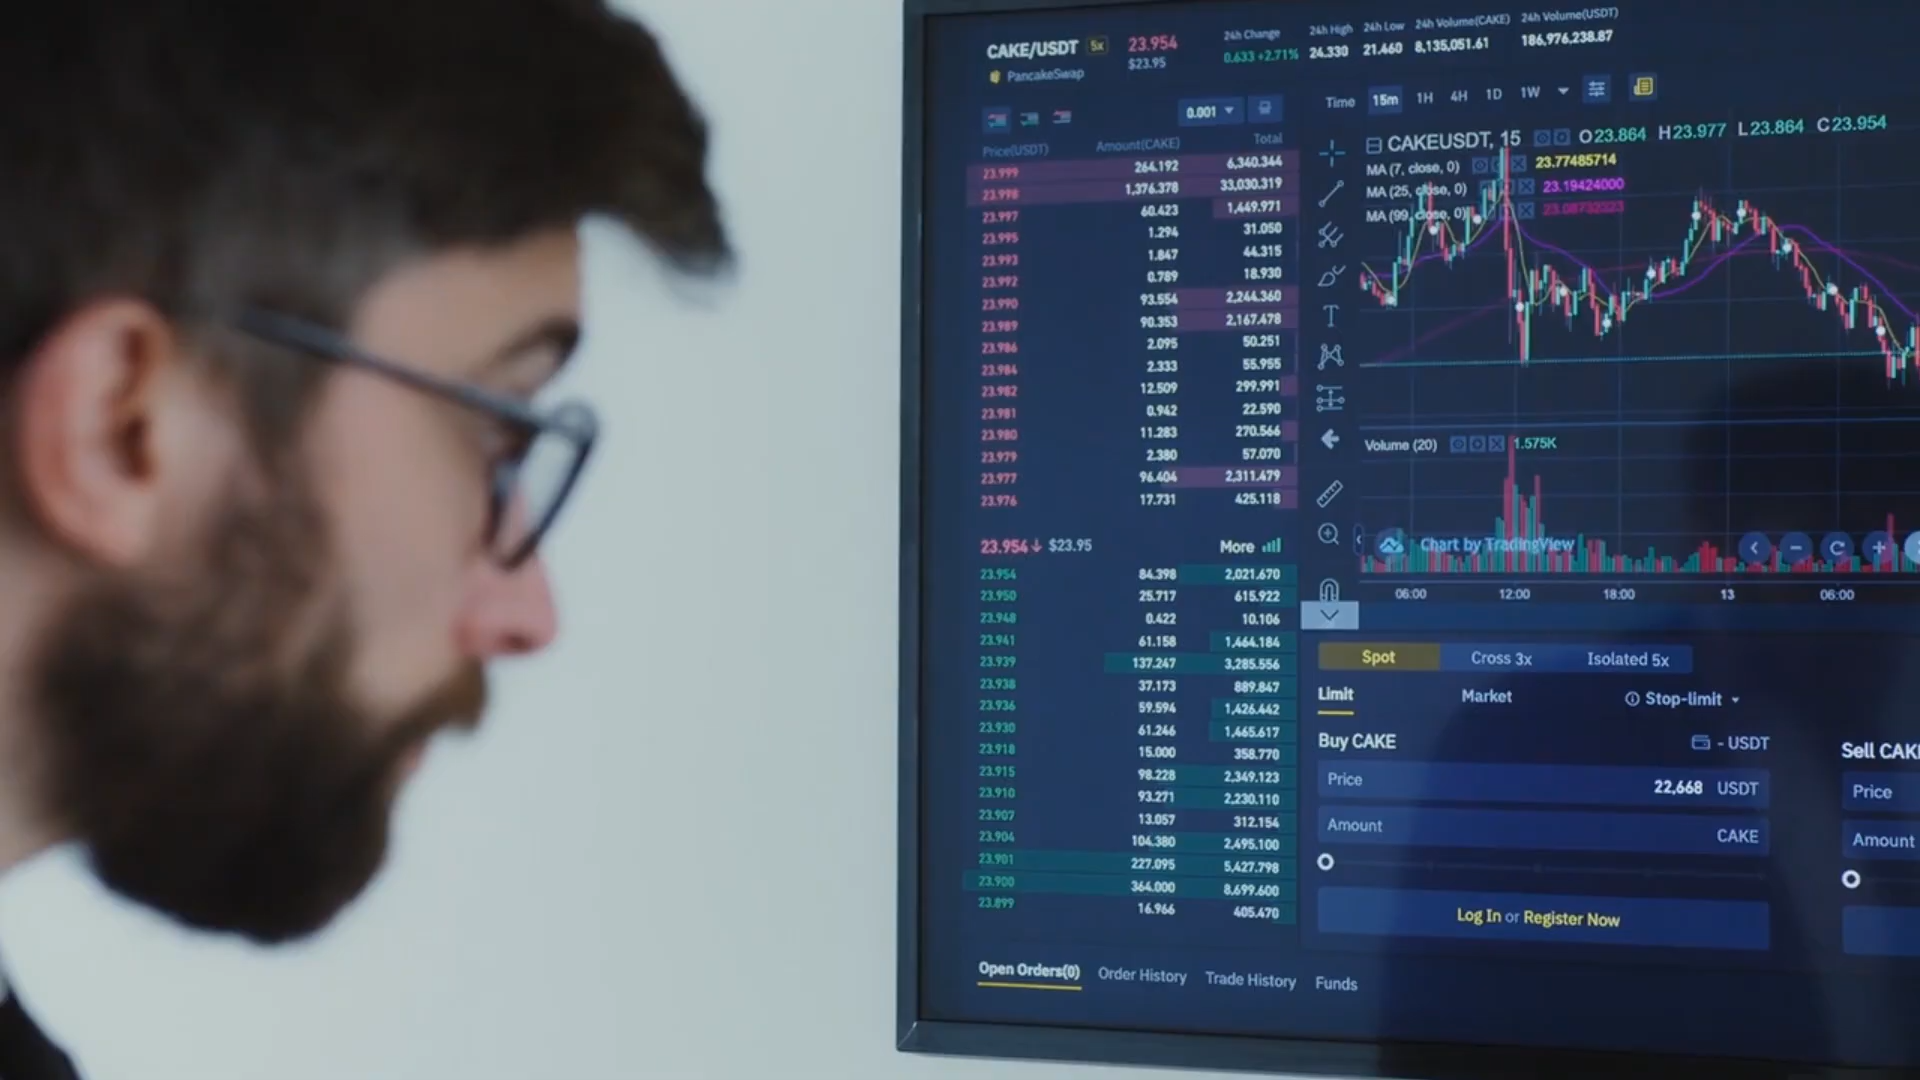 CAKE/USDT 5x 23.954 24h Change 24h High 24h Low 24h Volume(CAKE) 24h Volume(USDT)
PancakeSwap $23.95 0.633 +2.71% 24.330 21.460 8,135,051.61 186,976,238.87
0.001
Price(USDT) Amount(CAKE) Total
23.999 264.192 6,340.344
23.998 1,376.378 33,030.319
23.997 60.423 1,449.971
23.995 1.294 31.050
23.993 1.847 44.315
23.992 0.789 18.930
23.990 93.554 2,244.360
23.989 90.353 2,167.478
23.986 2.095 50.251
23.984 2.333 55.955
23.982 12.509 299.991
23.981 0.942 22.590
23.980 11.283 270.566
23.979 2.380 57.070
23.977 96.404 2,311.479
23.976 17.731 425.118
23.954↓ $23.95 More
23.954 84.398 2,021.670
23.950 25.717 615.922
23.948 0.422 10.106
23.941 61.158 1,464.184
23.939 137.247 3,285.556
23.938 37.173 889.847
23.936 59.594 1,426.442
23.930 61.246 1,465.617
23.918 15.000 358.770
23.915 98.228 2,349.123
23.910 93.271 2,230.110
23.907 13.057 312.154
23.904 104.380 2,495.100
23.901 227.095 5,427.798
23.900 364.000 8,699.600
23.899 16.966 405.470
Time 15m 1H 4H 1D 1W
CAKEUSDT, 15 O23.864 H23.977 L23.864 C23.954
MA (7, close, 0) 23.77485714
MA (25, close, 0) 23.19424000
MA (99, close, 0) 23.08732323
Volume (20) 1.575K
Chart by TradingView
06:00 12:00 18:00 13 06:00
Spot Cross 3x Isolated 5x
Limit Market Stop-limit
Buy CAKE - USDT Sell CAKE
Price 22,668 USDT Price
Amount CAKE Amount
Log In or Register Now
Open Orders(0) Order History Trade History Funds